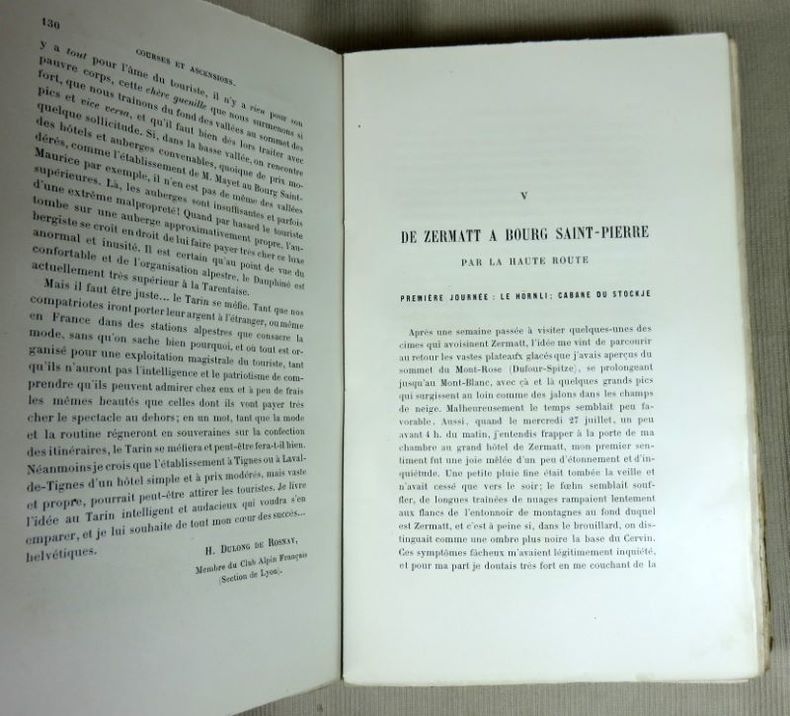 130
COURSES ET ASCENSIONS.
y a tout pour l'âme du touriste, il n'y a rien pour son
pauvre corps, cette chère guenille que nous surmenons si
fort, que nous traînons du fond des vallées au sommet des
pics et vice versa, et qu'il faut bien dès lors traiter avec
quelque sollicitude. Si, dans la basse vallée, on rencontre
des hôtels et auberges convenables, quoique de prix mo-
dérés, comme l'établissement de M. Mayet au Bourg Saint-
Maurice par exemple, il n'en est pas de même des vallées
supérieures. Là, les auberges sont insuffisantes et parfois
d'une extrême malpropreté! Quand par hasard le touriste
tombe sur une auberge approximativement propre, l'au-
bergiste se croit en droit de lui faire payer très cher ce luxe
anormal et inusité. Il est certain qu'au point de vue du
confortable et de l'organisation alpestre, le Dauphiné est
actuellement très supérieur à la Tarentaise.
Mais il faut être juste... le Tarin se méfie. Tant que nos
compatriotes iront porter leur argent à l'étranger, ou même
en France dans des stations alpestres que consacre la
mode, sans qu'on sache bien pourquoi, et où tout est or-
ganisé pour une exploitation magistrale du touriste, tant
qu'ils n'auront pas l'intelligence et le patriotisme de com-
prendre qu'ils peuvent admirer chez eux et à peu de frais
les mêmes beautés que celles dont ils vont payer très
cher le spectacle au dehors; en un mot, tant que la mode
et la routine régneront en souveraines sur la confection
des itinéraires, le Tarin se méfiera et peut-être fera-t-il bien.
Néanmoins je crois que l'établissement à Tignes ou à Laval-
de-Tignes d'un hôtel simple et à prix modérés, mais vaste
et propre, pourrait peut-être attirer les touristes. Je livre
l'idée au Tarin intelligent et audacieux qui voudra s'en
emparer, et je lui souhaite de tout mon cœur des succès...
helvétiques.
H. DULONG DE ROSNAY,
Membre du Club Alpin Français
(Section de Lyon).
V
DE ZERMATT A BOURG SAINT-PIERRE
PAR LA HAUTE ROUTE
PREMIÈRE JOURNÉE : LE HORNLI; CABANE DU STOCKJE
Après une semaine passée à visiter quelques-unes des
cimes qui avoisinent Zermatt, l'idée me vint de parcourir
au retour les vastes plateaux glacés que j'avais aperçus du
sommet du Mont-Rose (Dufour-Spitze), se prolongeant
jusqu'au Mont-Blanc, avec çà et là quelques grands pics
qui surgissent au loin comme des jalons dans les champs
de neige. Malheureusement le temps semblait peu fa-
vorable. Aussi, quand le mercredi 27 juillet, un peu
avant 4 h. du matin, j'entendis frapper à la porte de ma
chambre au grand hôtel de Zermatt, mon premier sen-
timent fut une joie mêlée d'un peu d'étonnement et d'in-
quiétude. Une petite pluie fine était tombée la veille et
n'avait cessé que vers le soir; le fœhn semblait souf-
fler, de longues traînées de nuages rampaient lentement
aux flancs de l'entonnoir de montagnes au fond duquel
est Zermatt, et c'est à peine si, dans le brouillard, on dis-
tinguait comme une ombre plus noire la base du Cervin.
Ces symptômes fâcheux m'avaient légitimement inquiété,
et pour ma part je doutais très fort en me couchant de la